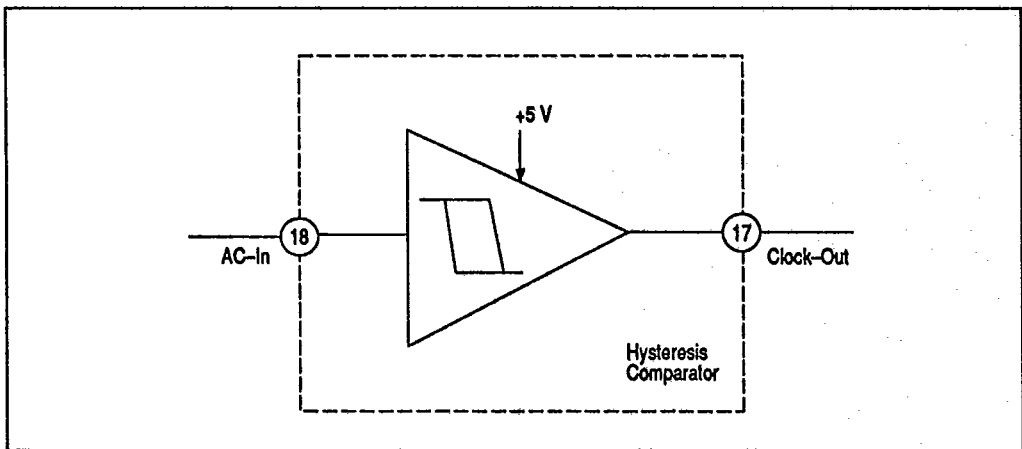 +5 V
18
AC–In
17
Clock–Out
Hysteresis
Comparator